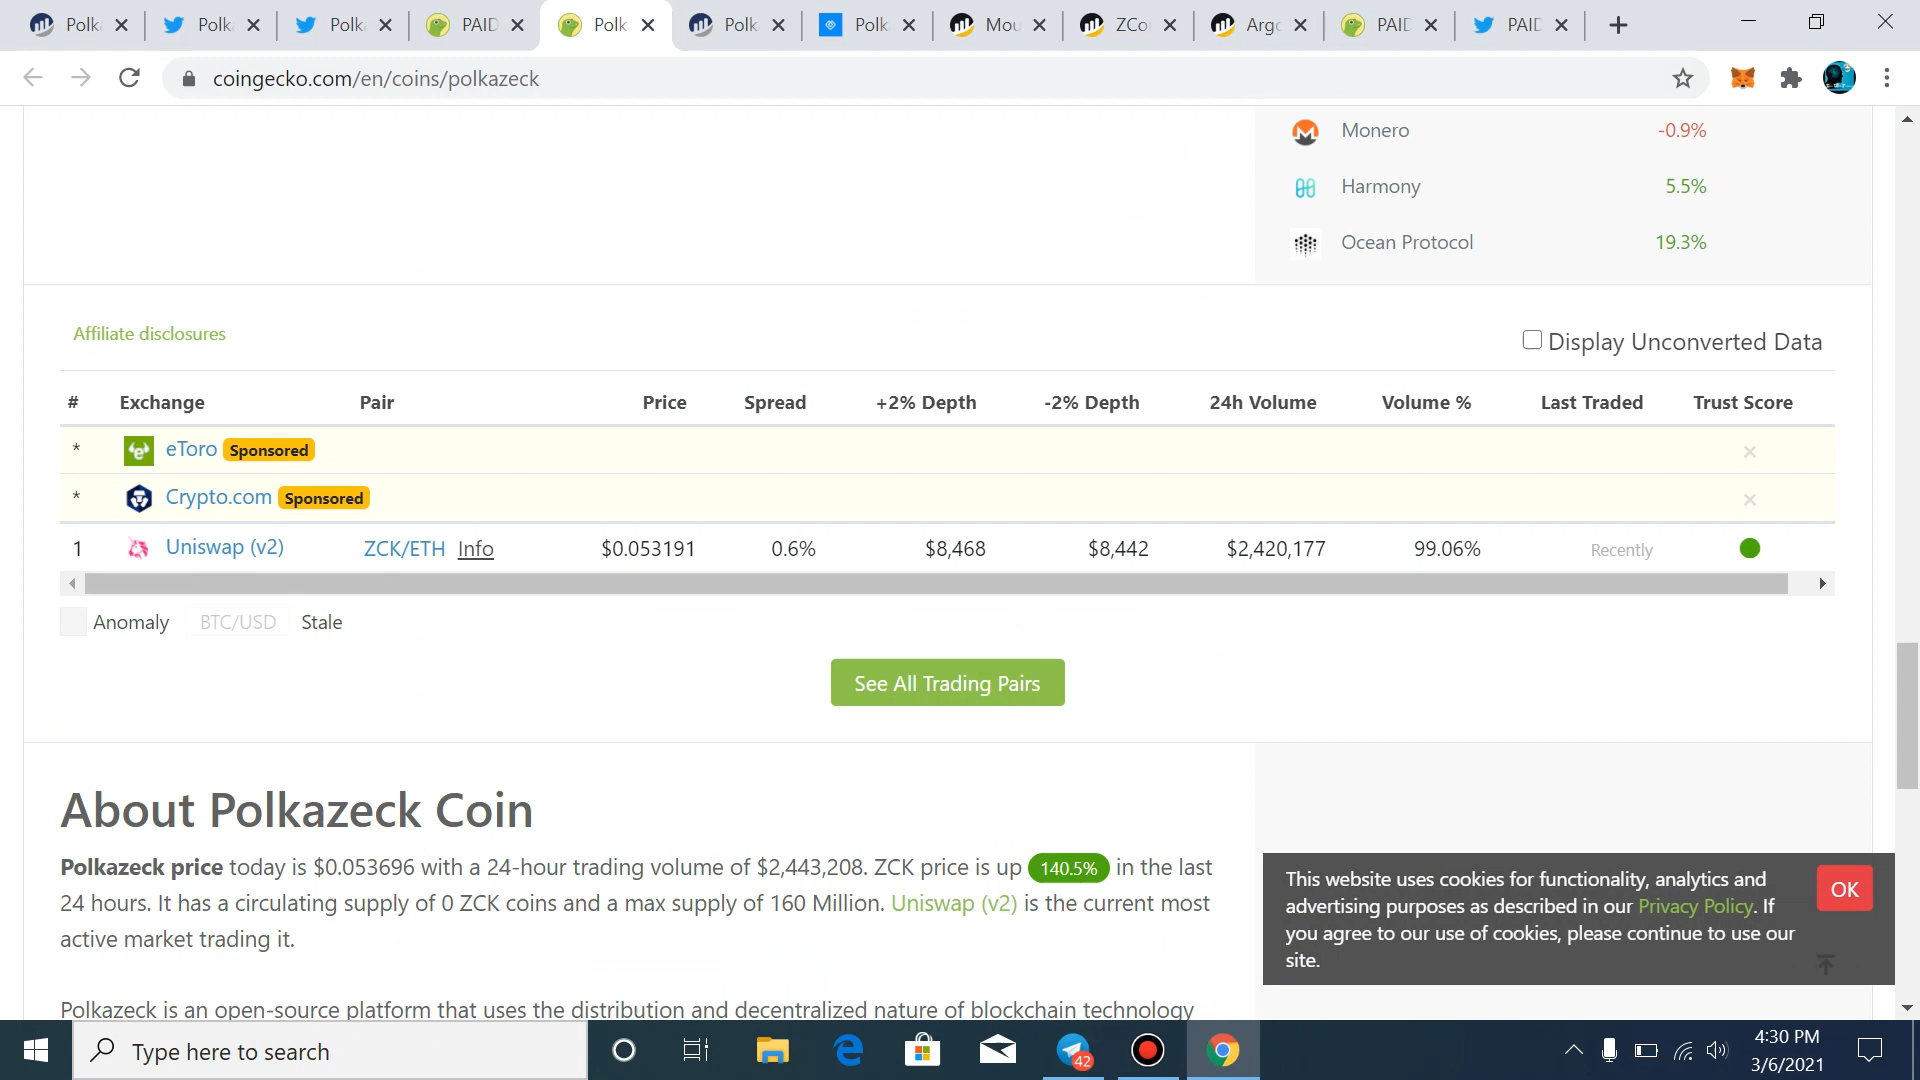 Polk
Polk
Polk
PAID
Polk
Polk
Polk
Mou
ZCo
Argo
PAID
PAID
coingecko.com/en/coins/polkazeck
Monero -0.9%
Harmony 5.5%
Ocean Protocol 19.3%
Affiliate disclosures
Display Unconverted Data
# Exchange Pair Price Spread +2% Depth -2% Depth 24h Volume Volume % Last Traded Trust Score
* eToro Sponsored
* Crypto.com Sponsored
1 Uniswap (v2) ZCK/ETH Info $0.053191 0.6% $8,468 $8,442 $2,420,177 99.06% Recently
Anomaly BTC/USD Stale
See All Trading Pairs
About Polkazeck Coin
Polkazeck price today is $0.053696 with a 24-hour trading volume of $2,443,208. ZCK price is up 140.5% in the last
24 hours. It has a circulating supply of 0 ZCK coins and a max supply of 160 Million. Uniswap (v2) is the current most
active market trading it.
Polkazeck is an open-source platform that uses the distribution and decentralized nature of blockchain technology
This website uses cookies for functionality, analytics and
advertising purposes as described in our Privacy Policy. If
you agree to our use of cookies, please continue to use our
site.
OK
Type here to search
42
4:30 PM
3/6/2021